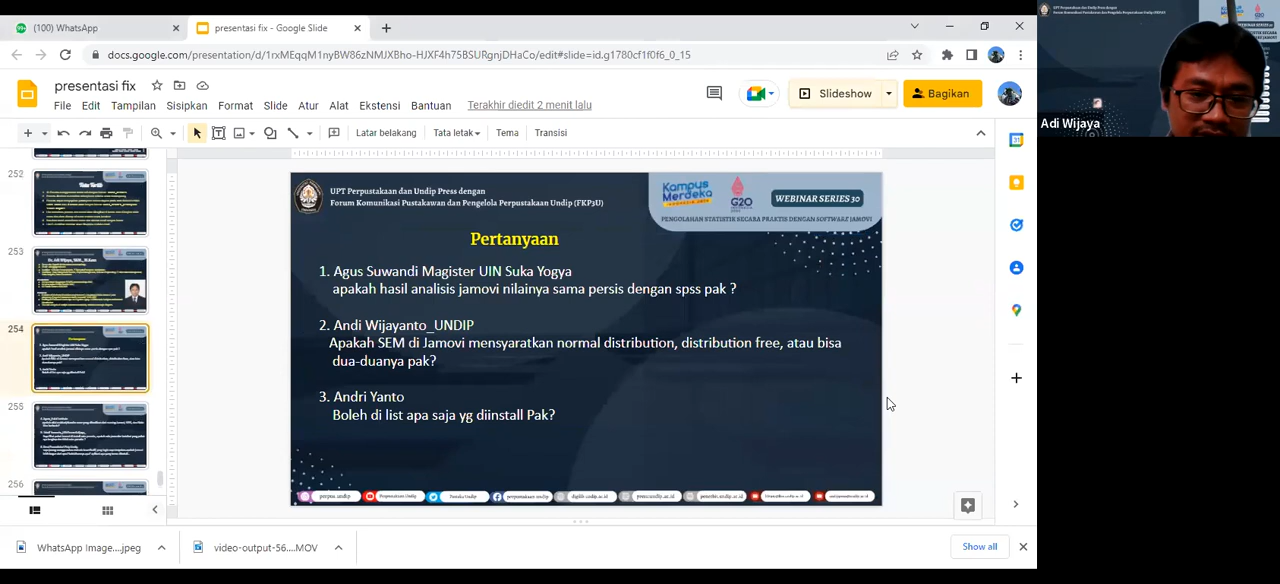 (100) WhatsApp
presentasi fix - Google Slide
docs.google.com/presentation/d/1rxMEqqM1nyBW86zNMJXBho-HJXF4h75BSURgnjDHaCo/edit#slide=id.g1780cf1f0f6_0_15
presentasi fix
File Edit Tampilan Sisipkan Format Slide Atur Alat Ekstensi Bantuan Terakhir diedit 2 menit lalu
Slideshow
Bagikan
Latar belakang Tata letak Tema Transisi
252
253
254
255
256
UPT Perpustakaan dan Undip Press dengan
Forum Komunikasi Pustakawan dan Pengelola Perpustakaan Undip (FKP3U)
Kampus
Merdeka
INDONESIA JAYA
G20
WEBINAR SERIES 30
PENGOLAHAN STATISTIK SECARA PRAKTIS DENGAN SOFTWARE JAMOVI
Pertanyaan
1. Agus Suwandi Magister UIN Suka Yogya
apakah hasil analisis jamovi nilainya sama persis dengan spss pak ?
2. Andi Wijayanto_UNDIP
Apakah SEM di Jamovi mensyaratkan normal distribution, distribution free, atau bisa
dua-duanya pak?
3. Andri Yanto
Boleh di list apa saja yg diinstall Pak?
Adi Wijaya
WhatsApp Image....jpeg
video-output-56....MOV
Show all